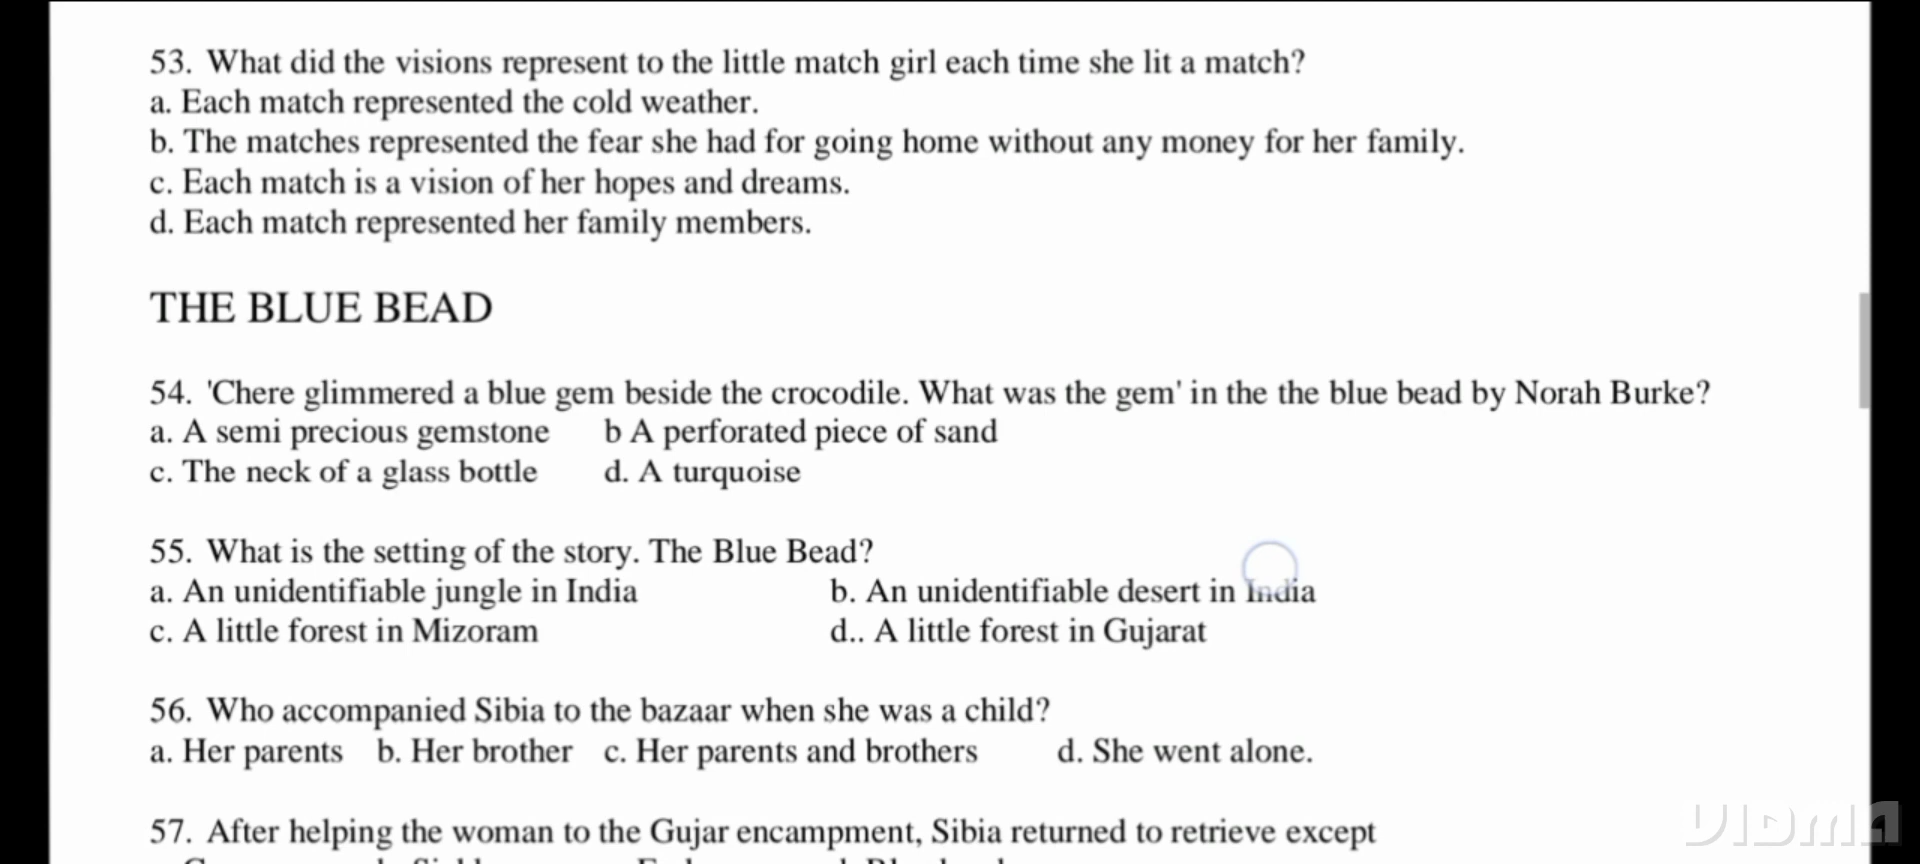 53. What did the visions represent to the little match girl each time she lit a match?
a. Each match represented the cold weather.
b. The matches represented the fear she had for going home without any money for her family.
c. Each match is a vision of her hopes and dreams.
d. Each match represented her family members.
THE BLUE BEAD
54. 'Chere glimmered a blue gem beside the crocodile. What was the gem' in the the blue bead by Norah Burke?
a. A semi precious gemstone b A perforated piece of sand
c. The neck of a glass bottle d. A turquoise
55. What is the setting of the story. The Blue Bead?
a. An unidentifiable jungle in India b. An unidentifiable desert in India
c. A little forest in Mizoram d.. A little forest in Gujarat
56. Who accompanied Sibia to the bazaar when she was a child?
a. Her parents b. Her brother c. Her parents and brothers d. She went alone.
57. After helping the woman to the Gujar encampment, Sibia returned to retrieve except
VIDMA